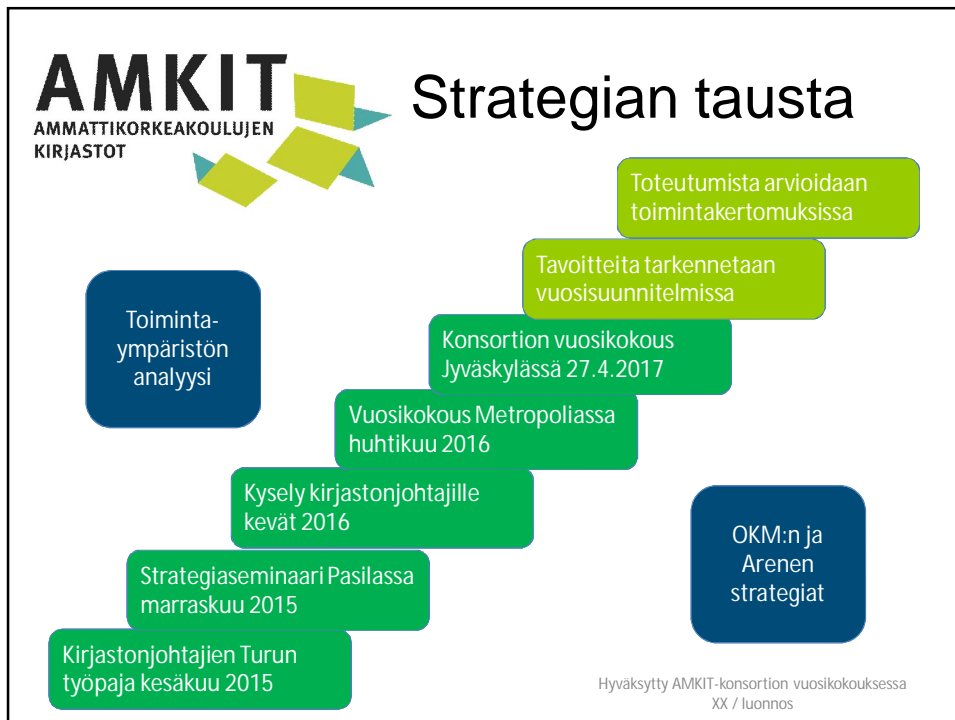 AMKIT
AMMATTIKORKEAKOULUJEN
KIRJASTOT
Strategian tausta
Toteutumista arvioidaan
toimintakertomuksissa
Tavoitteita tarkennetaan
vuosisuunnitelmissa
Toiminta-
ympäristön
analyysi
Konsortion vuosikokous
Jyväskylässä 27.4.2017
Vuosikokous Metropoliassa
huhtikuu 2016
Kysely kirjastonjohtajille
kevät 2016
OKM:n ja
Arenen
strategiat
Strategiaseminaari Pasilassa
marraskuu 2015
Kirjastonjohtajien Turun
työpaja kesäkuu 2015
Hyväksytty AMKIT-konsortion vuosikokouksessa
XX / luonnos